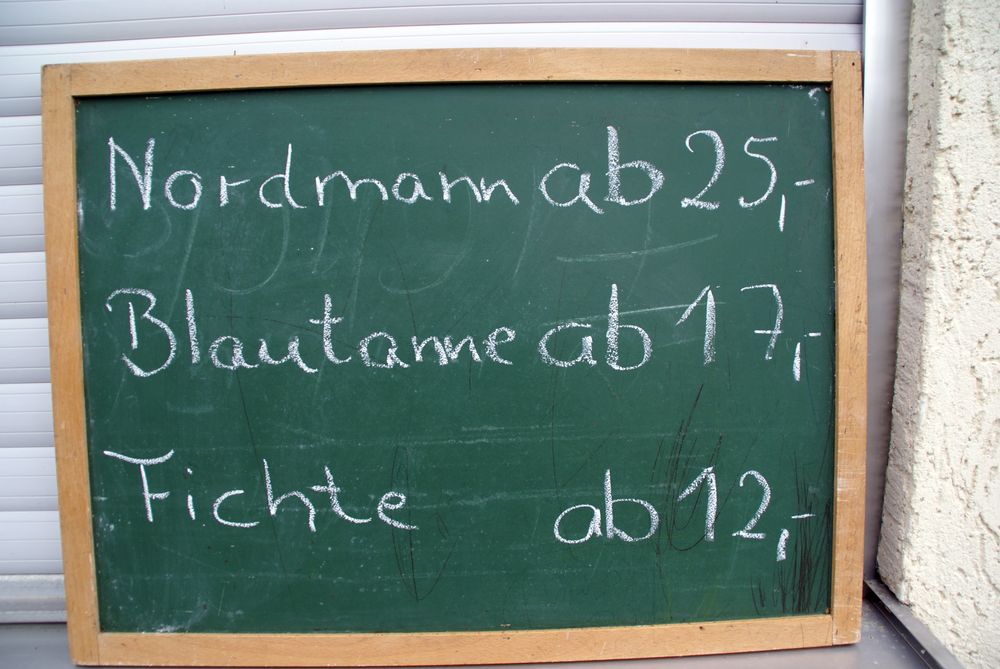 Nordmann ab 25,-
Blautanne ab 17,-
Fichte ab 12,-